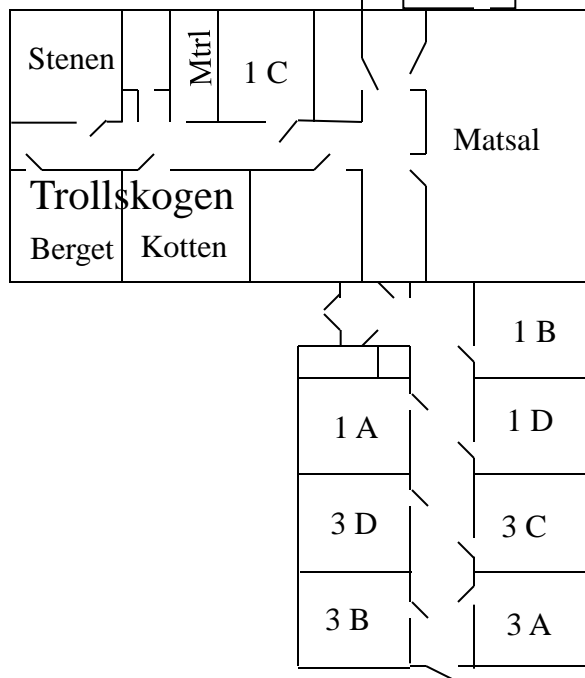 Stenen
Mtrl
1 C
Matsal
Trollskogen
Berget
Kotten
1 B
1 A
1 D
3 D
3 C
3 B
3 A